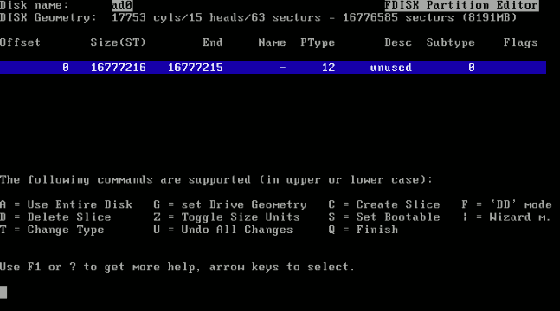 Disk name: ad0 FDISK Partition Editor
DISK Geometry: 17753 cyls/15 heads/63 sectors - 16776585 sectors (8191MB)
Offset Size(ST) End Name PType Desc Subtype Flags
0 16777216 16777215 - 12 unused 0
The following commands are supported (in upper or lower case):
A = Use Entire Disk G = set Drive Geometry C = Create Slice F = 'DD' mode
D = Delete Slice Z = Toggle Size Units S = Set Bootable | = Wizard m.
T = Change Type U = Undo All Changes Q = Finish
Use F1 or ? to get more help, arrow keys to select.